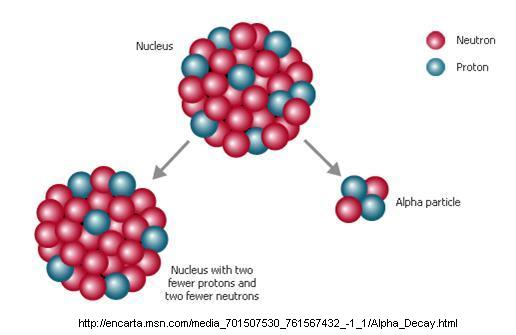 Nucleus
Neutron
Proton
Alpha particle
Nucleus with two
fewer protons and
two fewer neutrons
http://encarta.msn.com/media_701507530_761567432_-1_1/Alpha_Decay.html